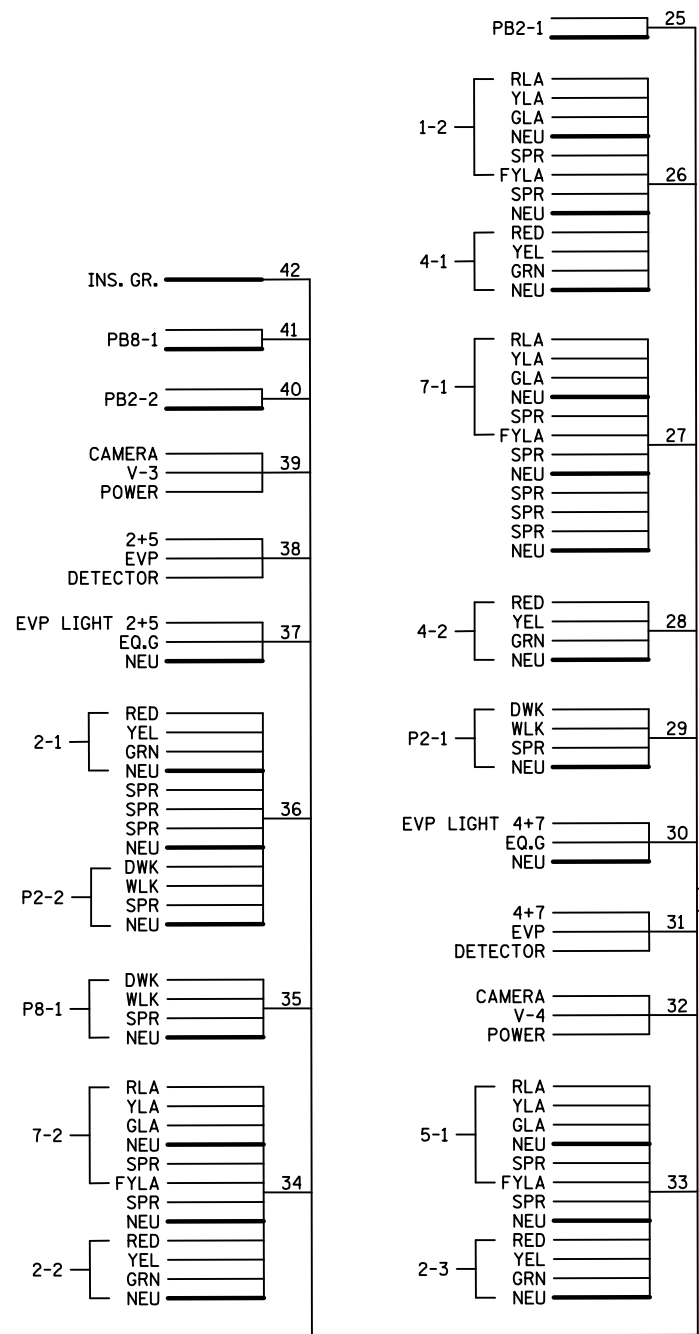 INS. GR. 42
PB8-1 41
PB2-2 40
CAMERA
V-3 39
POWER
2+5
EVP 38
DETECTOR
EVP LIGHT 2+5
EQ.G 37
NEU
2-1
RED
YEL
GRN
NEU
SPR
SPR
36
SPR
NEU
P2-2
DWK
WLK
SPR
NEU
P8-1
DWK
WLK
35
SPR
NEU
7-2
RLA
YLA
GLA
NEU
SPR
FYLA
34
SPR
NEU
2-2
RED
YEL
GRN
NEU
PB2-1 25
1-2
RLA
YLA
GLA
NEU
SPR
FYLA
26
SPR
NEU
4-1
RED
YEL
GRN
NEU
7-1
RLA
YLA
GLA
NEU
SPR
FYLA
27
SPR
NEU
SPR
SPR
SPR
NEU
4-2
RED
YEL
28
GRN
NEU
P2-1
DWK
WLK
29
SPR
NEU
EVP LIGHT 4+7
EQ.G 30
NEU
4+7
EVP 31
DETECTOR
CAMERA
V-4 32
POWER
5-1
RLA
YLA
GLA
NEU
SPR
FYLA
33
SPR
NEU
2-3
RED
YEL
GRN
NEU